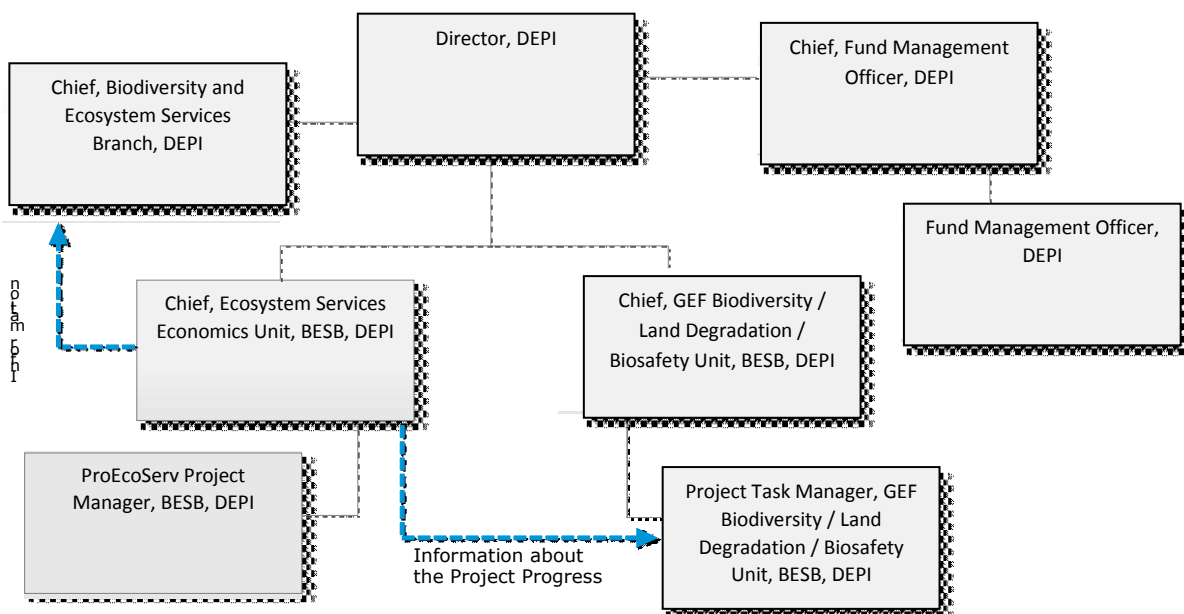 Director, DEPI
Chief, Fund Management
Officer, DEPI
Chief, Biodiversity and
Ecosystem Services
Branch, DEPI
Fund Management Officer,
DEPI
Information
Chief, Ecosystem Services
Economics Unit, BESB, DEPI
Chief, GEF Biodiversity /
Land Degradation /
Biosafety Unit, BESB, DEPI
ProEcoServ Project
Manager, BESB, DEPI
Project Task Manager, GEF
Biodiversity / Land
Degradation / Biosafety
Unit, BESB, DEPI
Information about
the Project Progress